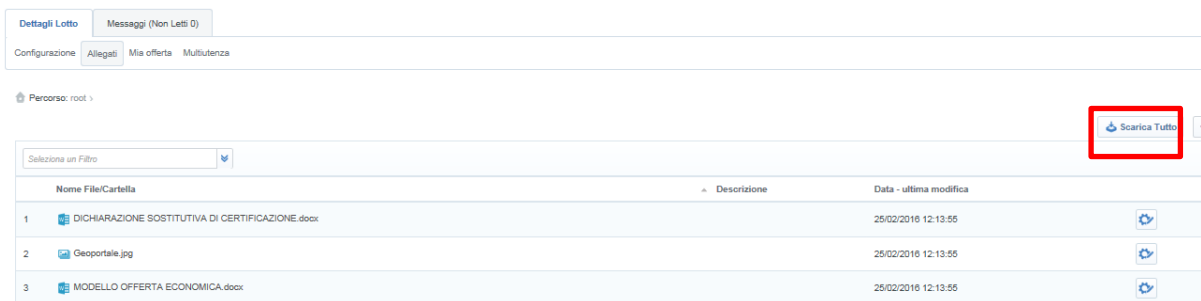 Dettagli Lotto Messaggi (Non Letti 0)
Configurazione Allegati Mia offerta Multiutenza
Percorso: root >
Scarica Tutto
Seleziona un Filtro
Nome File/Cartella Descrizione Data - ultima modifica
1 DICHIARAZIONE SOSTITUTIVA DI CERTIFICAZIONE.docx 25/02/2016 12:13:55
2 Geoportale.jpg 25/02/2016 12:13:55
3 MODELLO OFFERTA ECONOMICA.docx 25/02/2016 12:13:55